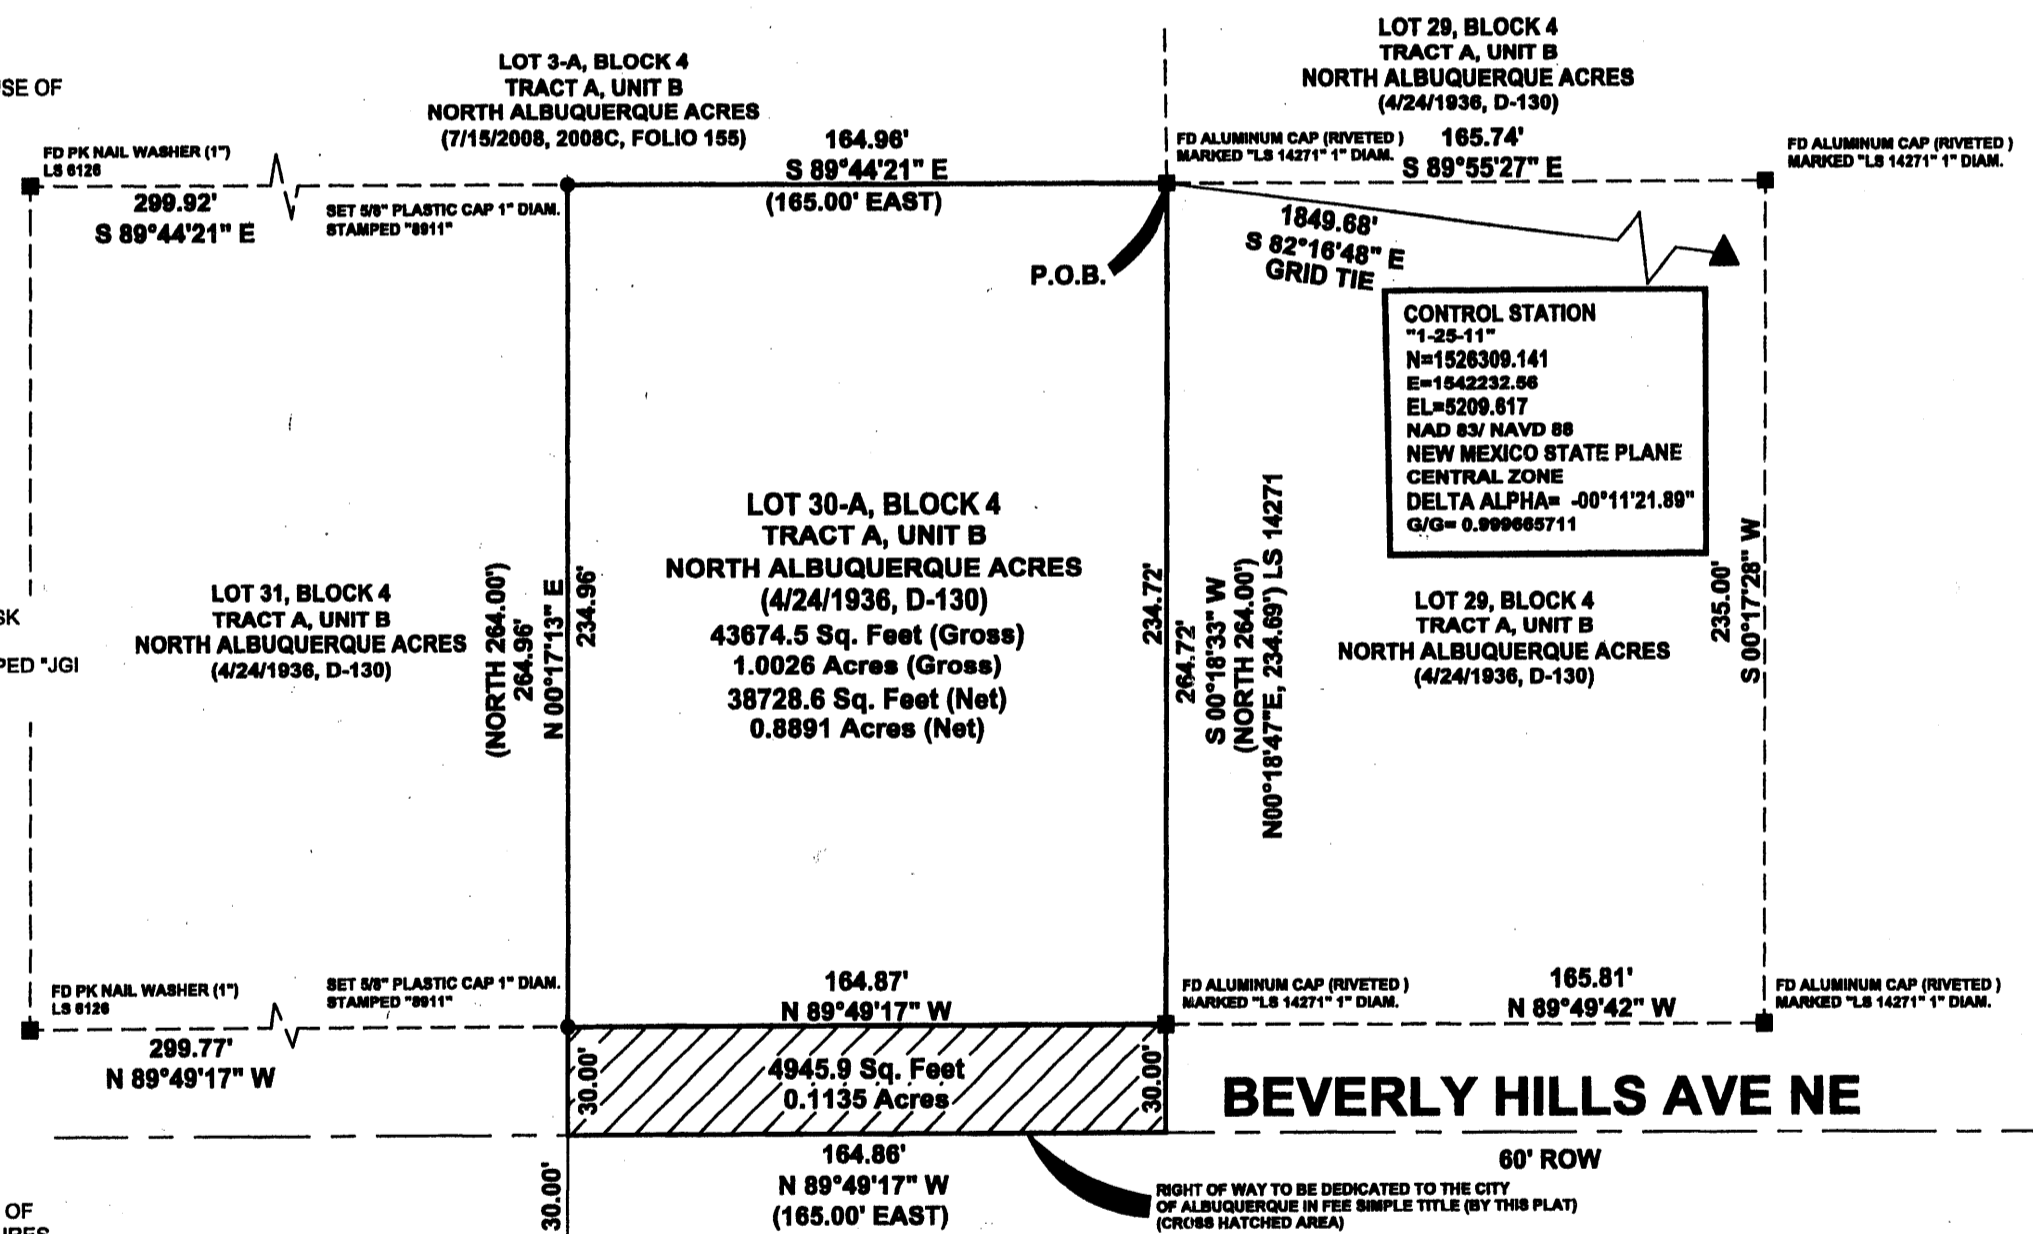 SE OF
LOT 3-A, BLOCK 4
TRACT A, UNIT B
NORTH ALBUQUERQUE ACRES
(7/15/2008, 2008C, FOLIO 155)
LOT 29, BLOCK 4
TRACT A, UNIT B
NORTH ALBUQUERQUE ACRES
(4/24/1936, D-130)
FD PK NAIL WASHER (1")
LS 6126
299.92'
S 89°44'21" E
SET 5/8" PLASTIC CAP 1" DIAM.
STAMPED "8911"
164.96'
S 89°44'21" E
(165.00' EAST)
FD ALUMINUM CAP (RIVETED )
MARKED "LS 14271" 1" DIAM.
165.74'
S 89°55'27" E
FD ALUMINUM CAP (RIVETED )
MARKED "LS 14271" 1" DIAM.
P.O.B.
1849.68'
S 82°16'48" E
GRID TIE
CONTROL STATION
"1-25-11"
N=1526309.141
E=1542232.56
EL=5209.617
NAD 83/ NAVD 88
NEW MEXICO STATE PLANE
CENTRAL ZONE
DELTA ALPHA= -00°11'21.89"
G/G= 0.999665711
SK
PED "JGI
LOT 31, BLOCK 4
TRACT A, UNIT B
NORTH ALBUQUERQUE ACRES
(4/24/1936, D-130)
(NORTH 264.00')
264.96'
N 00°17'13" E
234.96'
LOT 30-A, BLOCK 4
TRACT A, UNIT B
NORTH ALBUQUERQUE ACRES
(4/24/1936, D-130)
43674.5 Sq. Feet (Gross)
1.0026 Acres (Gross)
38728.6 Sq. Feet (Net)
0.8891 Acres (Net)
234.72'
264.72'
S 00°18'33" W
(NORTH 264.00')
N00°18'47"E, 234.69') LS 14271
LOT 29, BLOCK 4
TRACT A, UNIT B
NORTH ALBUQUERQUE ACRES
(4/24/1936, D-130)
235.00'
S 00°17'28" W
FD PK NAIL WASHER (1")
LS 6126
299.77'
N 89°49'17" W
SET 5/8" PLASTIC CAP 1" DIAM.
STAMPED "8911"
164.87'
N 89°49'17" W
FD ALUMINUM CAP (RIVETED )
MARKED "LS 14271" 1" DIAM.
165.81'
N 89°49'42" W
FD ALUMINUM CAP (RIVETED )
MARKED "LS 14271" 1" DIAM.
30.00'
4945.9 Sq. Feet
0.1135 Acres
30.00'
BEVERLY HILLS AVE NE
60' ROW
30.00'
164.86'
N 89°49'17" W
(165.00' EAST)
RIGHT OF WAY TO BE DEDICATED TO THE CITY
OF ALBUQUERQUE IN FEE SIMPLE TITLE (BY THIS PLAT)
(CROSS HATCHED AREA)
OF